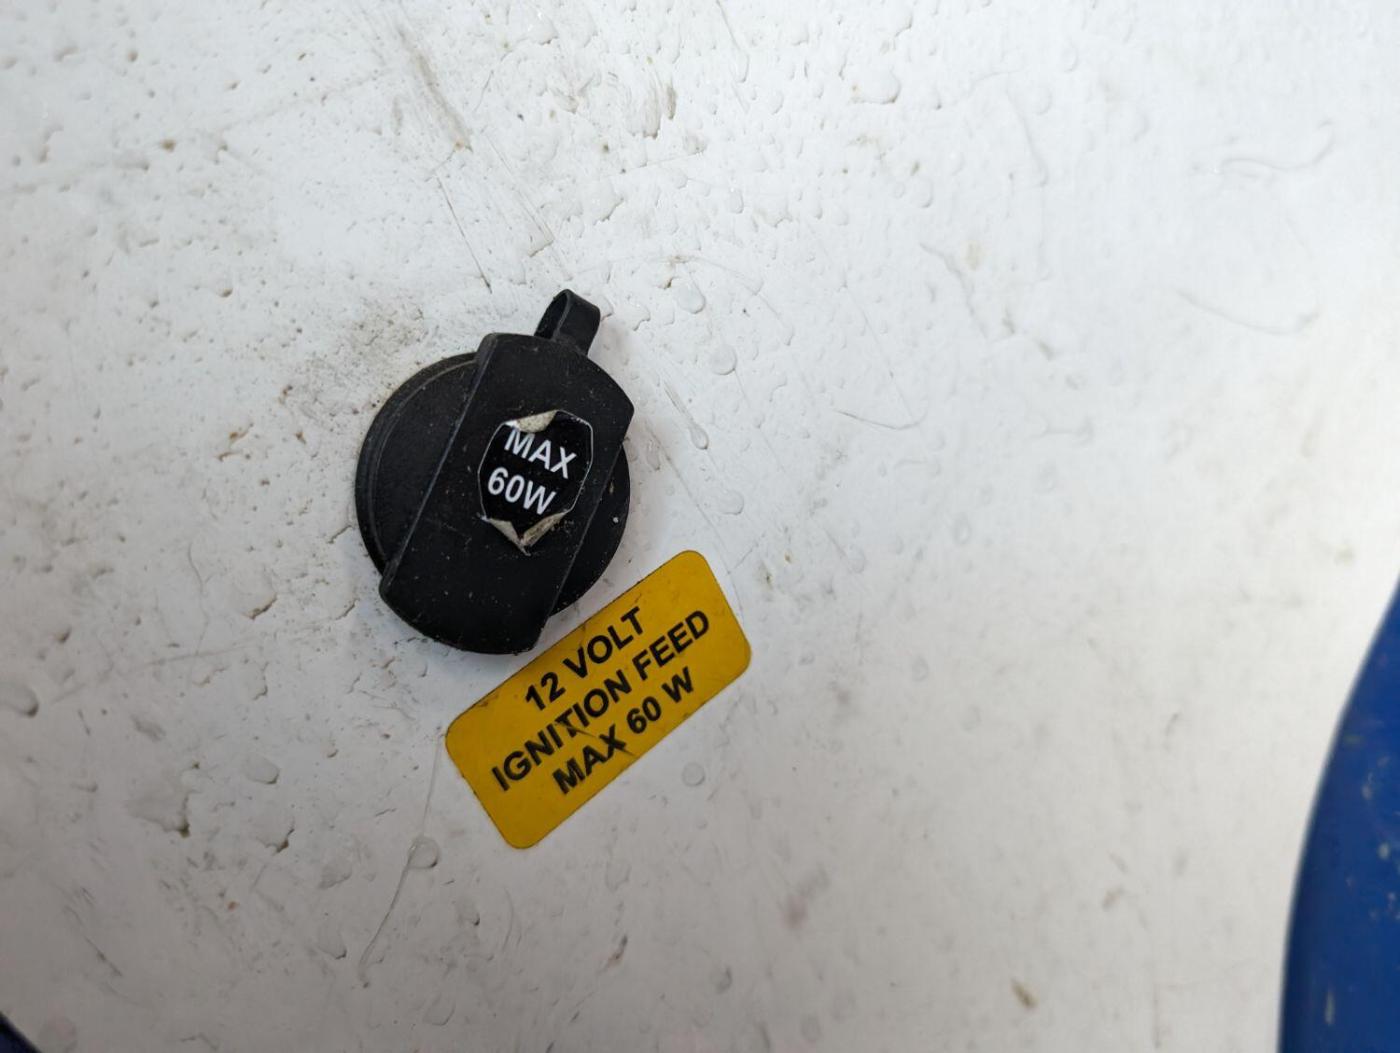 MAX
60W
12 VOLT
IGNITION FEED
MAX 60 W